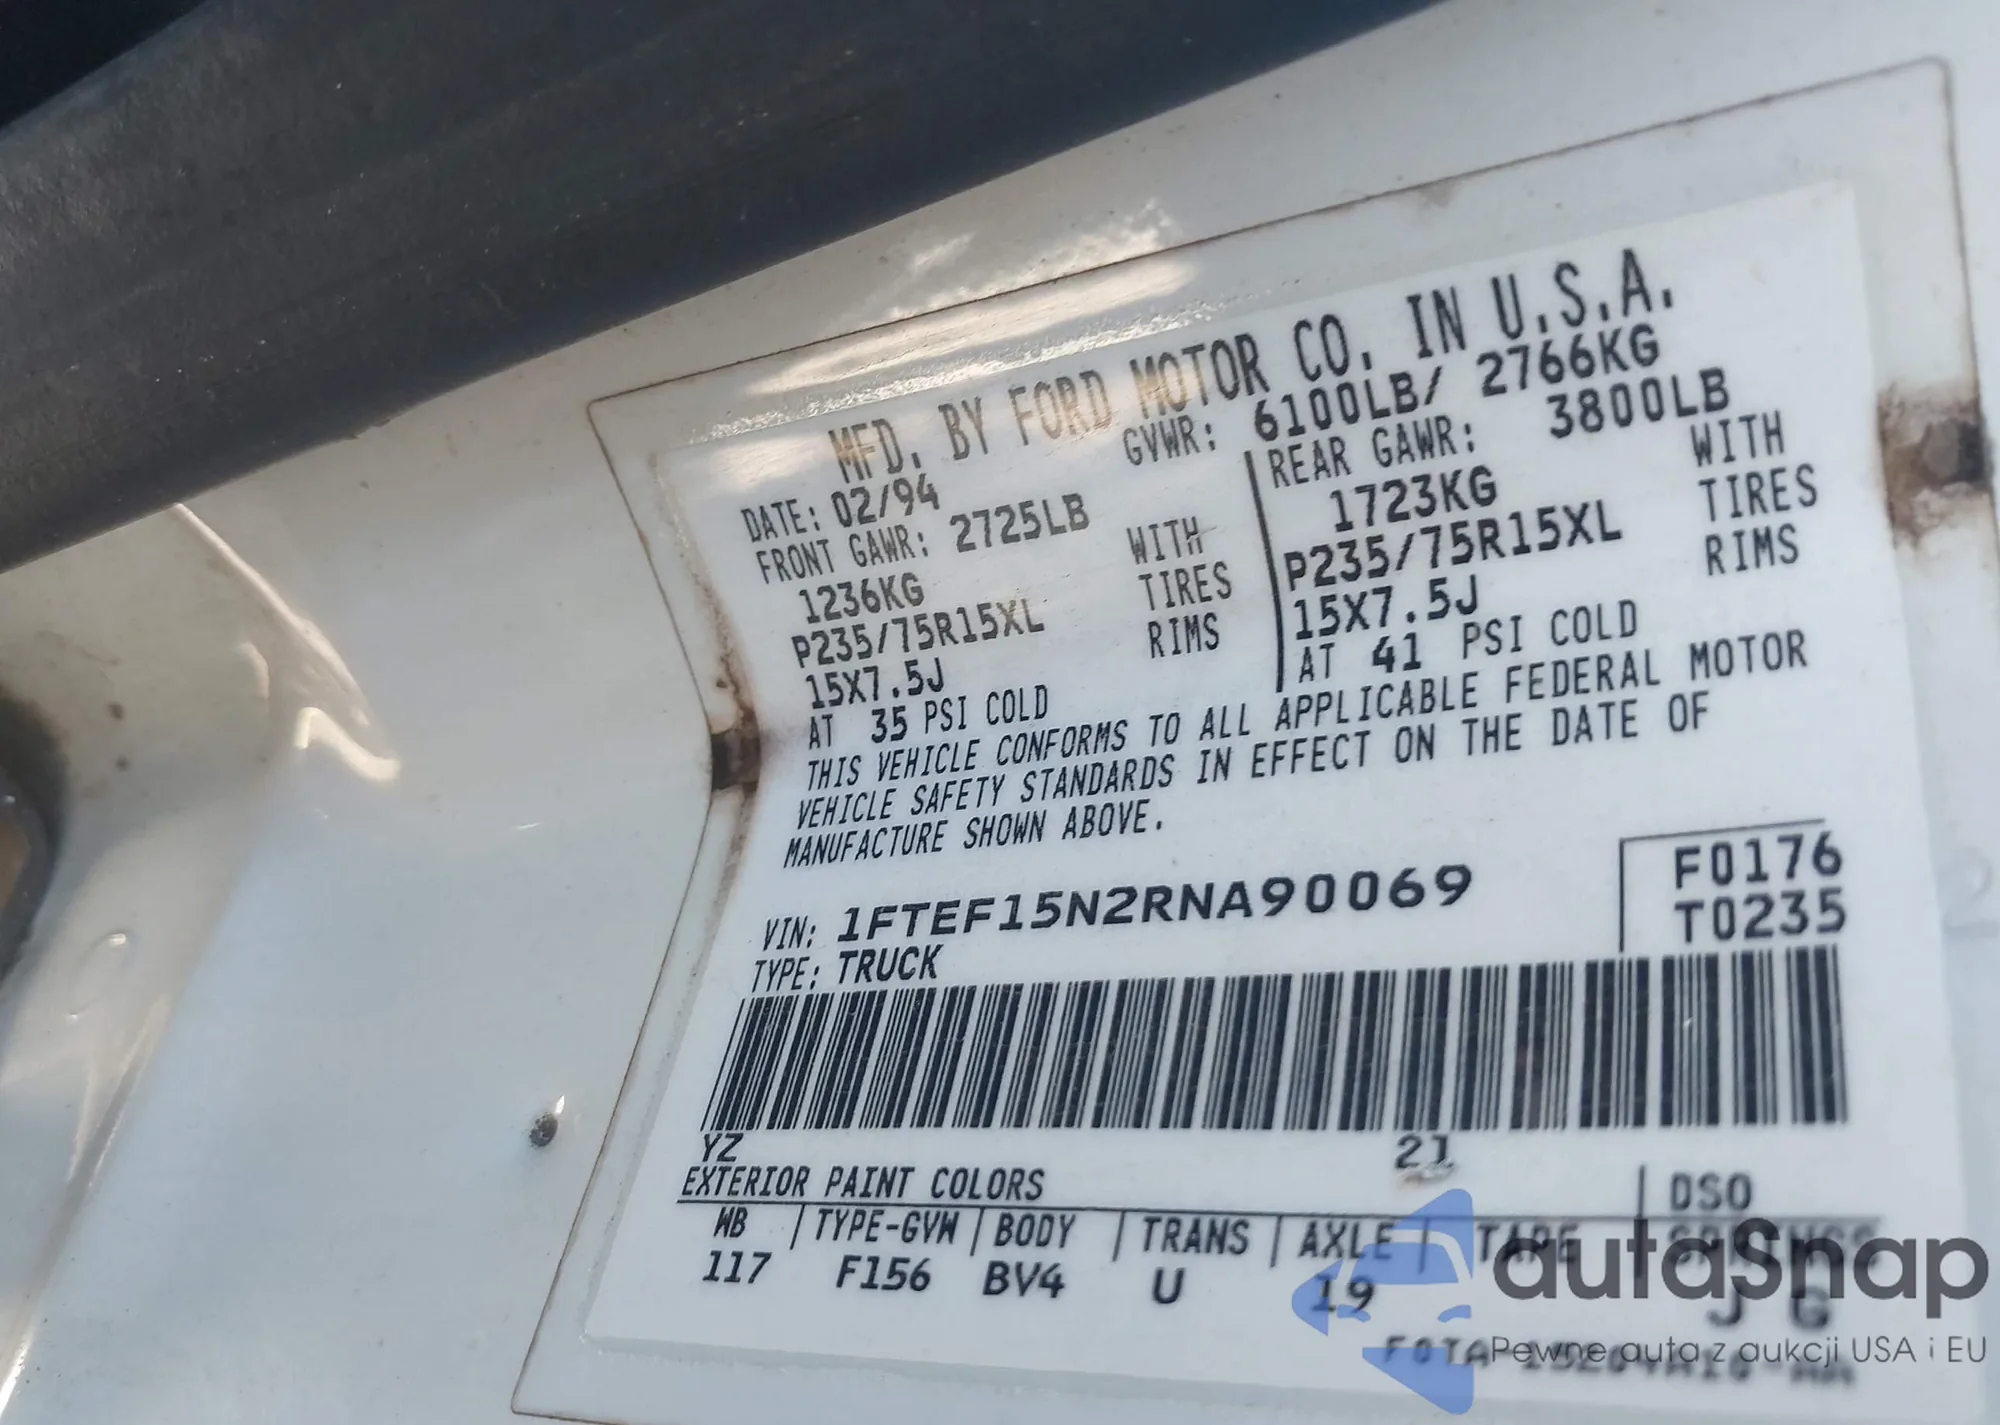 MFD. BY FORD MOTOR CO. IN U.S.A.
DATE: 02/94 GVWR: 6100LB/ 2766KG
FRONT GAWR: 2725LB REAR GAWR: 3800LB
1236KG WITH 1723KG WITH
P235/75R15XL TIRES P235/75R15XL TIRES
15X7.5J RIMS 15X7.5J RIMS
AT 35 PSI COLD AT 41 PSI COLD
THIS VEHICLE CONFORMS TO ALL APPLICABLE FEDERAL MOTOR
VEHICLE SAFETY STANDARDS IN EFFECT ON THE DATE OF
MANUFACTURE SHOWN ABOVE.
F0176
VIN: 1FTEF15N2RNA90069 T0235
TYPE: TRUCK
YZ 21
EXTERIOR PAINT COLORS DSO
WB TYPE-GVW BODY TRANS AXLE TAPE SPRINGS
117 F156 BV4 U 19 J G
autaSnap
Pewne auta z aukcji USA i EU